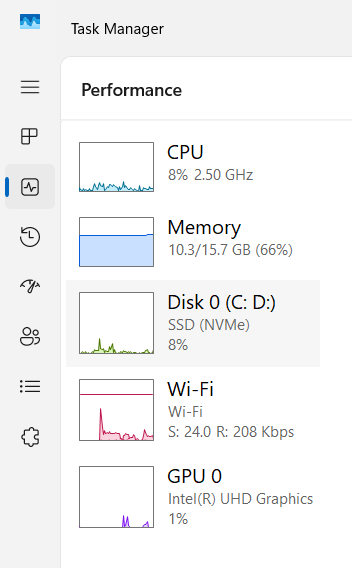 Task Manager
Performance
CPU
8% 2.50 GHz
Memory
10.3/15.7 GB (66%)
Disk 0 (C: D:)
SSD (NVMe)
8%
Wi-Fi
Wi-Fi
S: 24.0 R: 208 Kbps
GPU 0
Intel(R) UHD Graphics
1%